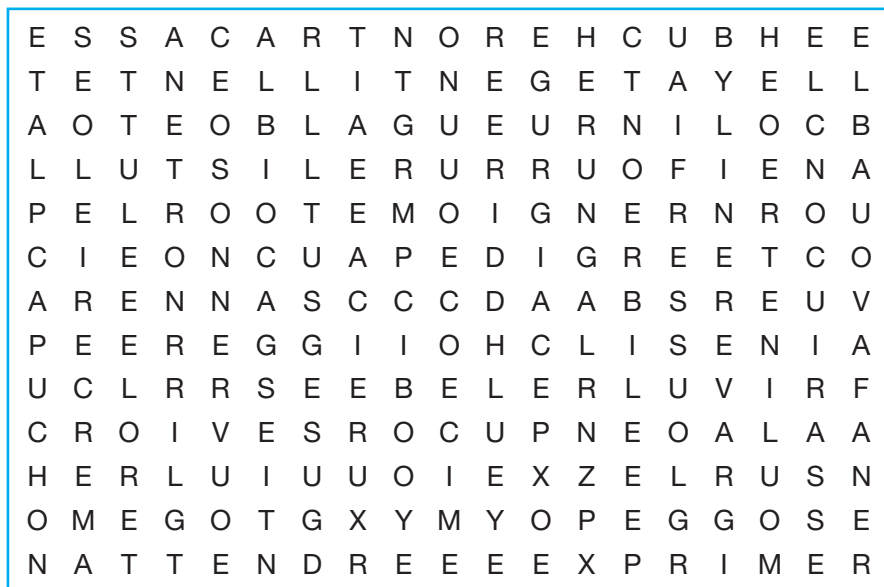 E S S A C A R T N O R E H C U B H E E
T E T N E L L I T N E G E T A Y E L L
A O T E O B L A G U E U R N I L O C B
L L U T S I L E R U R R U O F I E N A
P E L R O O T E M O I G N E R N R O U
C I E O N C U A P E D I G R E E T C O
A R E N N A S C C C D A A B S R E U V
P E E R E G G I I O H C L I S E N I A
U C L R R S E E B E L E R L U V I R F
C R O I V E S R O C U P N E O A L A A
H E R L U I U U O I E X Z E L R U S N
O M E G O T G X Y M Y O P E G G O S E
N A T T E N D R E E E E X P R I M E R